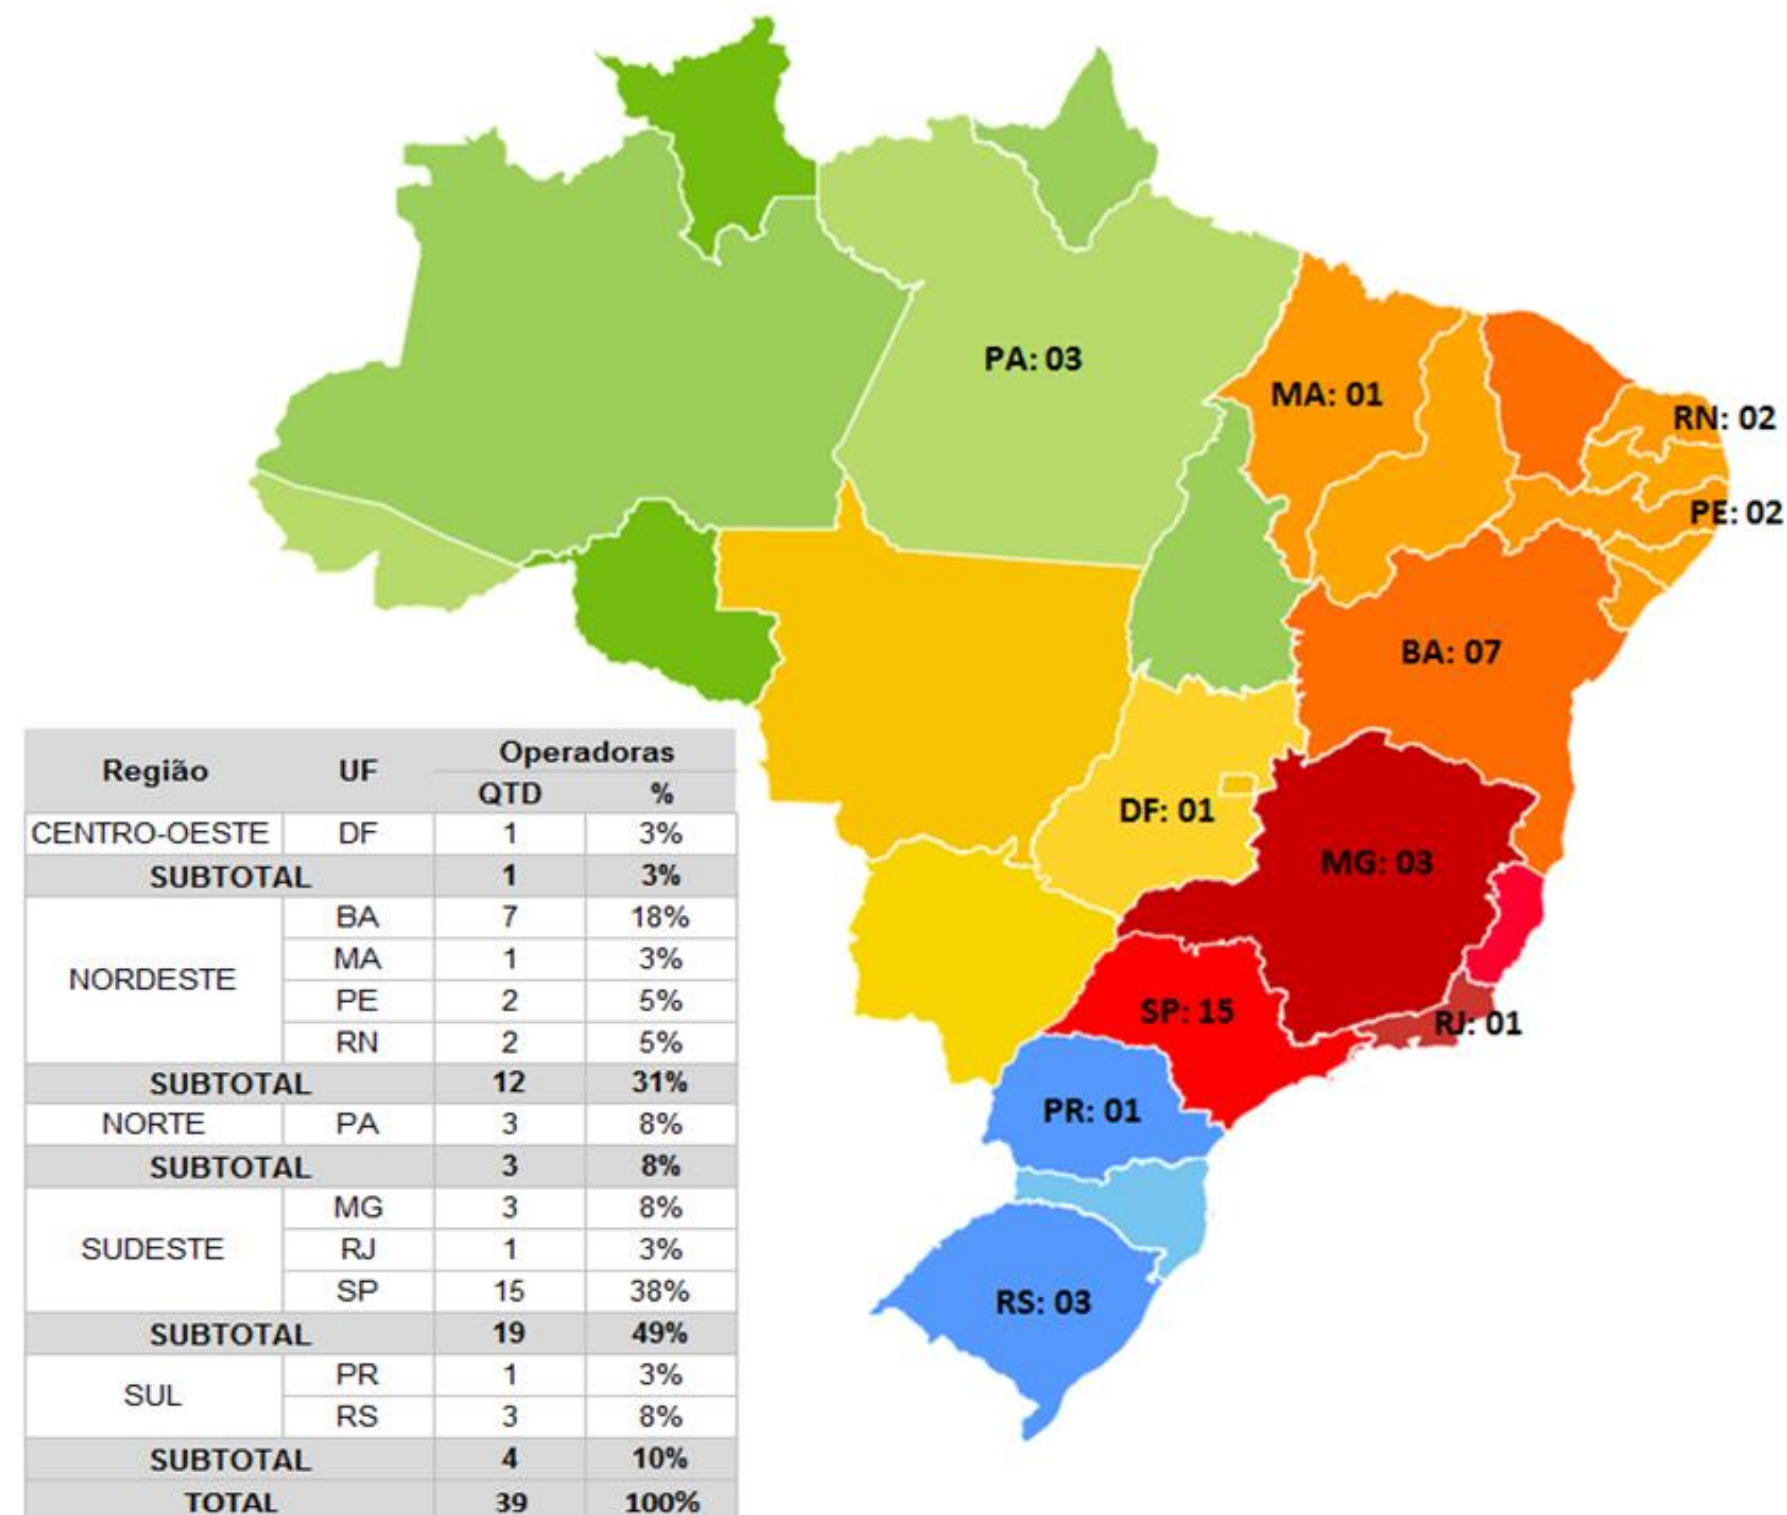 PA: 03
MA: 01
RN: 02
PE: 02
BA: 07
DF: 01
MG: 03
SP: 15
RJ: 01
PR: 01
RS: 03
Região UF Operadoras
QTD %
CENTRO-OESTE DF 1 3%
SUBTOTAL 1 3%
NORDESTE
BA 7 18%
MA 1 3%
PE 2 5%
RN 2 5%
SUBTOTAL 12 31%
NORTE PA 3 8%
SUBTOTAL 3 8%
SUDESTE
MG 3 8%
RJ 1 3%
SP 15 38%
SUBTOTAL 19 49%
SUL
PR 1 3%
RS 3 8%
SUBTOTAL 4 10%
TOTAL 39 100%